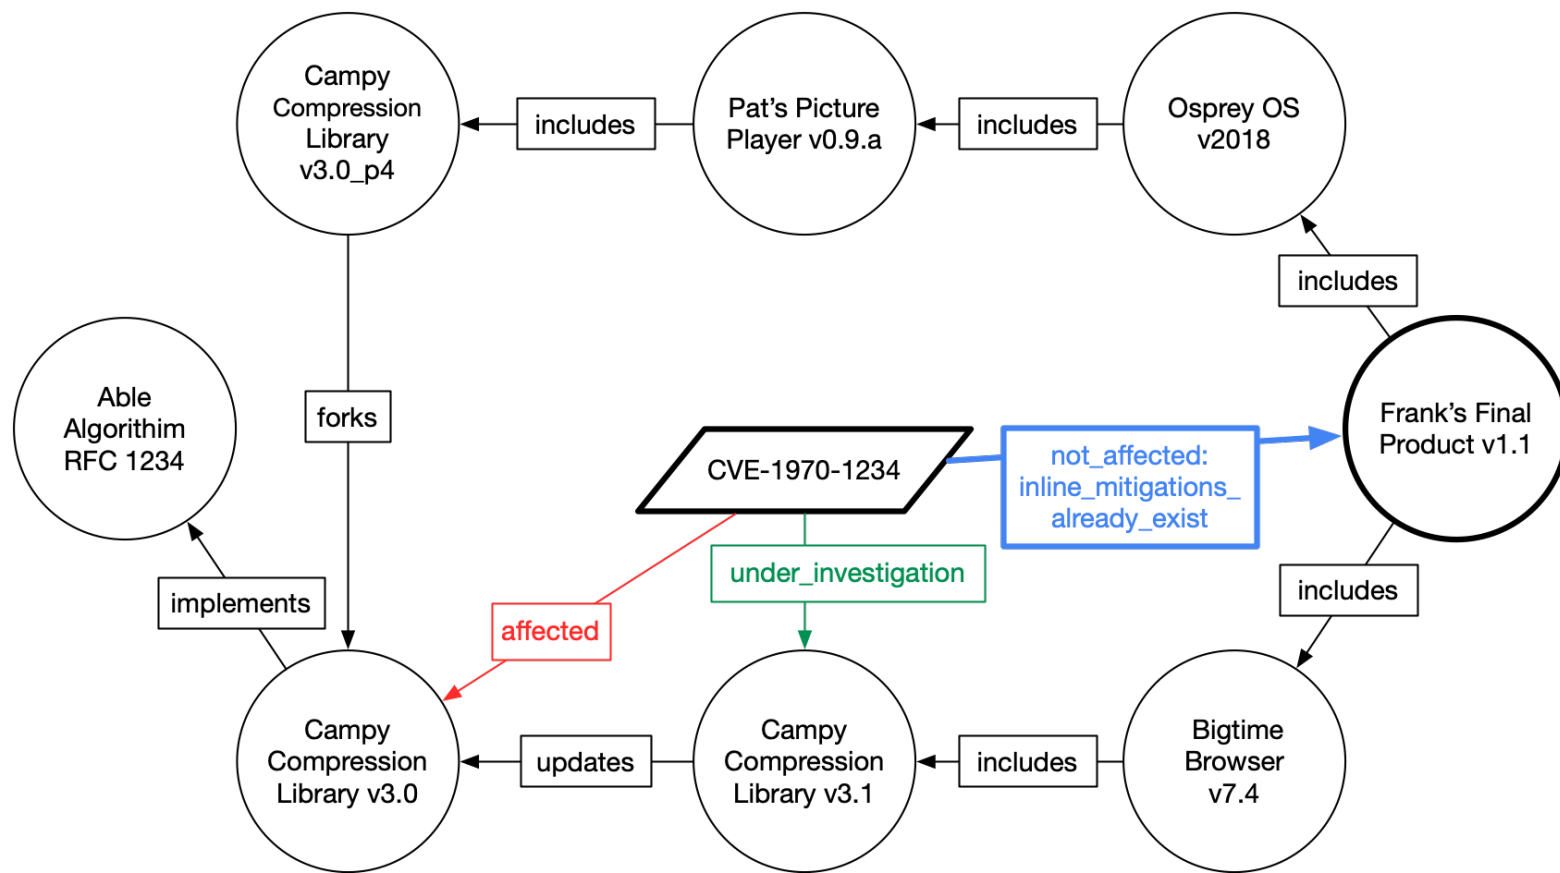 Campy
Compression
Library
v3.0_p4
includes
Pat's Picture
Player v0.9.a
includes
Osprey OS
v2018
includes
Able
Algorithim
RFC 1234
forks
CVE-1970-1234
not_affected:
inline_mitigations_
already_exist
Frank's Final
Product v1.1
under_investigation
implements
affected
includes
Campy
Compression
Library v3.0
updates
Campy
Compression
Library v3.1
includes
Bigtime
Browser
v7.4